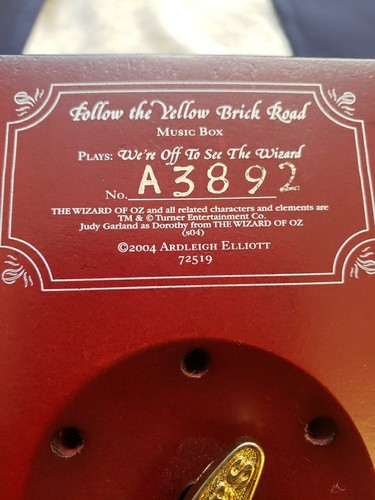 Follow the Yellow Brick Road
MUSIC BOX
PLAYS: We're Off To See The Wizard
No. A3892
THE WIZARD OF OZ and all related characters and elements are
TM & © Turner Entertainment Co.
Judy Garland as Dorothy from THE WIZARD OF OZ
(s04)
©2004 ARDLEIGH ELLIOTT
72519